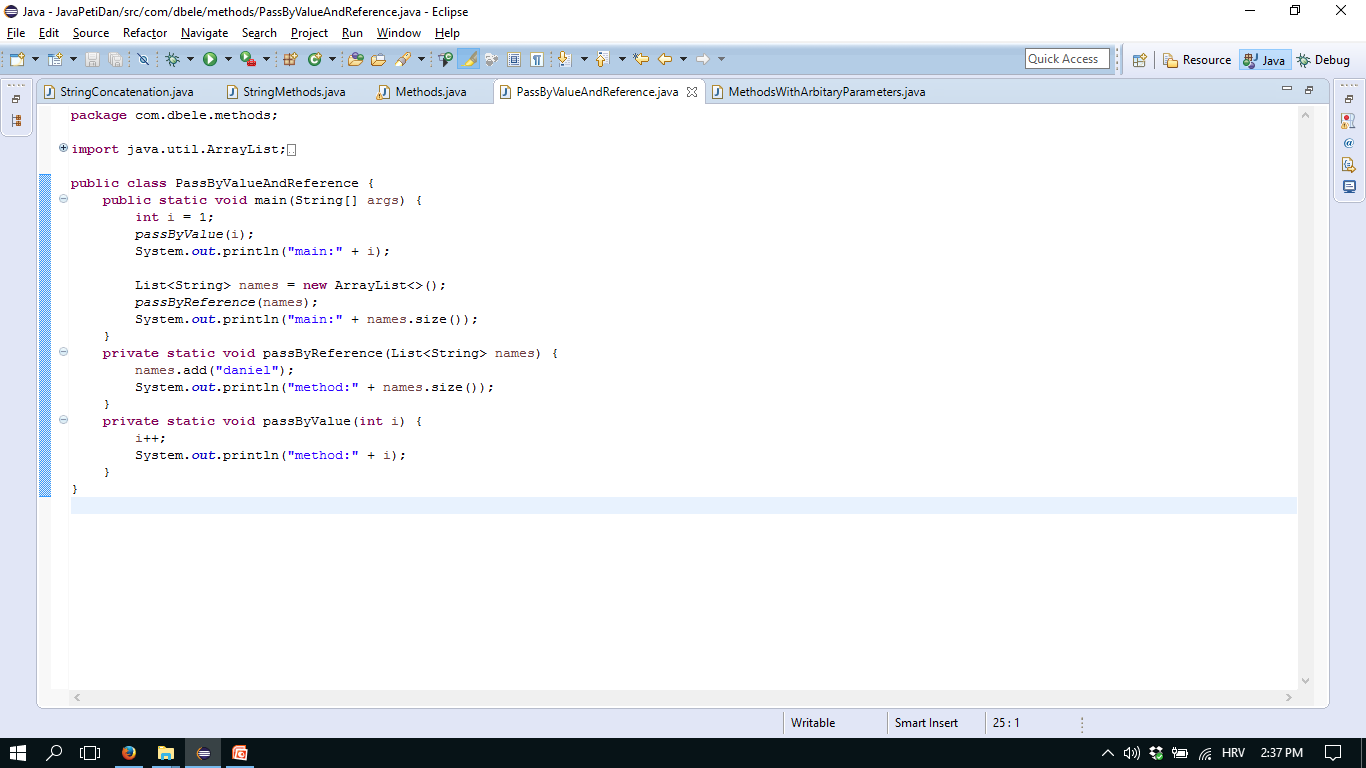 Java - JavaPetiDan/src/com/dbele/methods/PassByValueAndReference.java - Eclipse
File Edit Source Refactor Navigate Search Project Run Window Help
Quick Access Resource Java Debug
StringConcatenation.java StringMethods.java Methods.java PassByValueAndReference.java MethodsWithArbitaryParameters.java
package com.dbele.methods;
import java.util.ArrayList;
public class PassByValueAndReference {
    public static void main(String[] args) {
        int i = 1;
        passByValue(i);
        System.out.println("main:" + i);
        List<String> names = new ArrayList<>();
        passByReference(names);
        System.out.println("main:" + names.size());
    }
    private static void passByReference(List<String> names) {
        names.add("daniel");
        System.out.println("method:" + names.size());
    }
    private static void passByValue(int i) {
        i++;
        System.out.println("method:" + i);
    }
}
Writable Smart Insert 25 : 1
HRV 2:37 PM